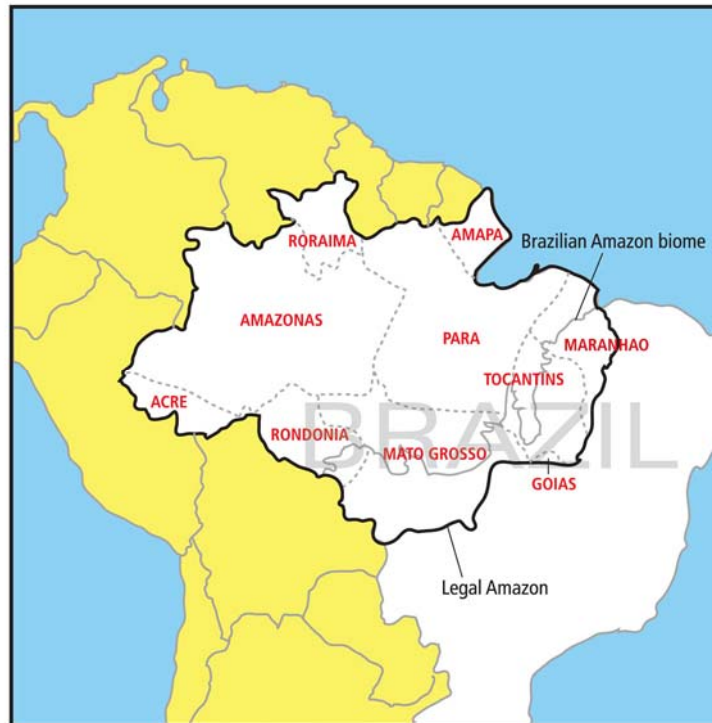 RORAIMA
AMAPA
Brazilian Amazon biome
AMAZONAS
PARA
MARANHAO
TOCANTINS
ACRE
BRAZIL
RONDONIA
MATO GROSSO
GOIAS
Legal Amazon